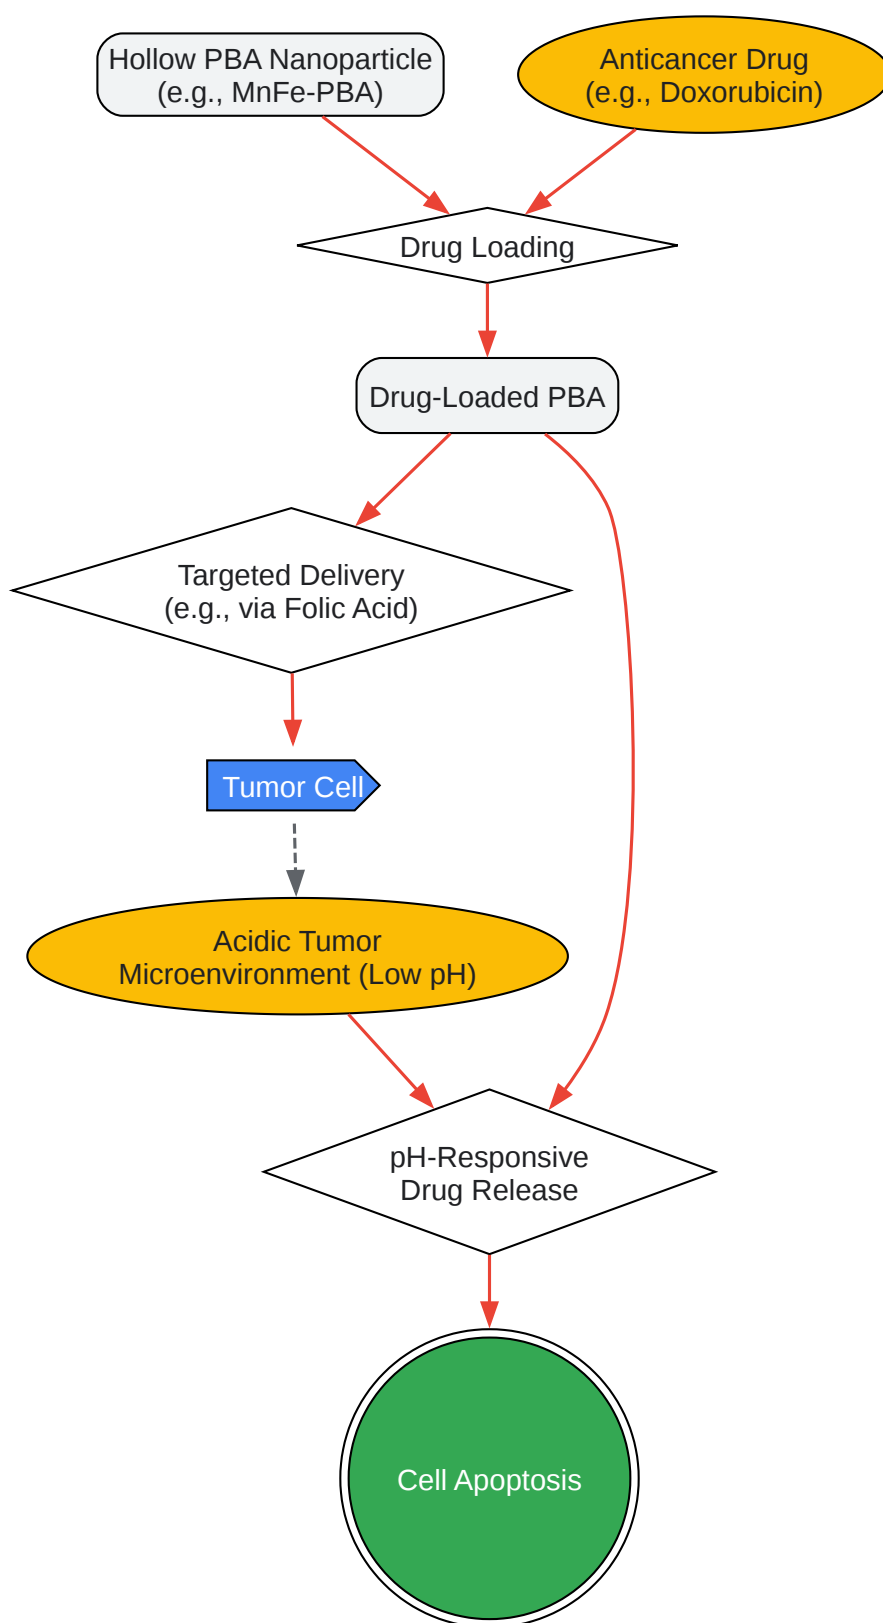 Hollow PBA Nanoparticle
(e.g., MnFe-PBA)
Anticancer Drug
(e.g., Doxorubicin)
Drug Loading
Drug-Loaded PBA
Targeted Delivery
(e.g., via Folic Acid)
Tumor Cell
Acidic Tumor
Microenvironment (Low pH)
pH-Responsive
Drug Release
Cell Apoptosis